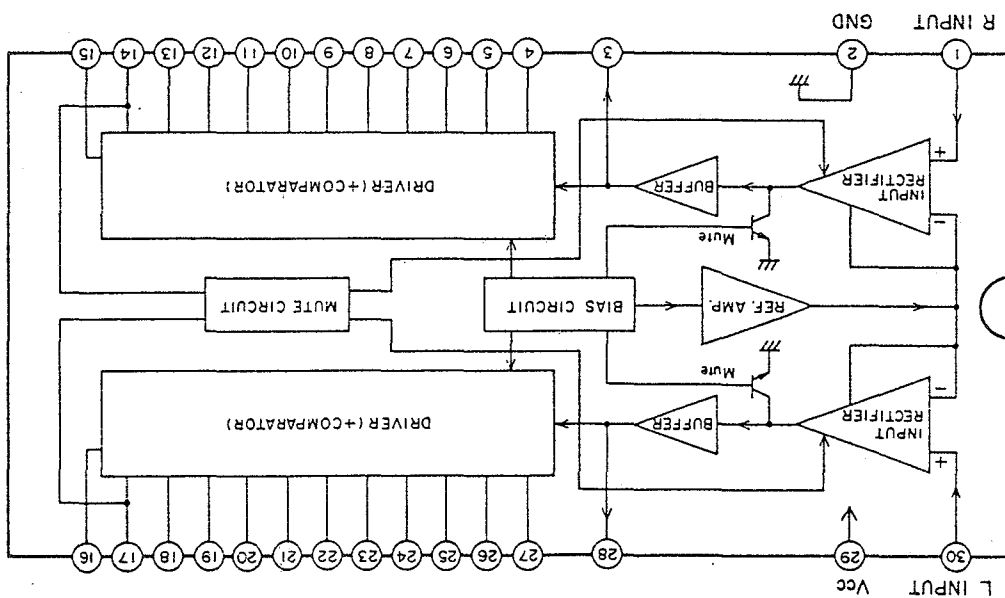 L INPUT
Vcc
30 29 28 27 26 25 24 23 22 21 20 19 18 17 16
+
INPUT
RECTIFIER
−
BUFFER
DRIVER (+COMPARATOR)
Mute
REF. AMP.
BIAS CIRCUIT
MUTE CIRCUIT
Mute
−
INPUT
RECTIFIER
+
BUFFER
DRIVER (+COMPARATOR)
1 2 3 4 5 6 7 8 9 10 11 12 13 14 15
R INPUT
GND